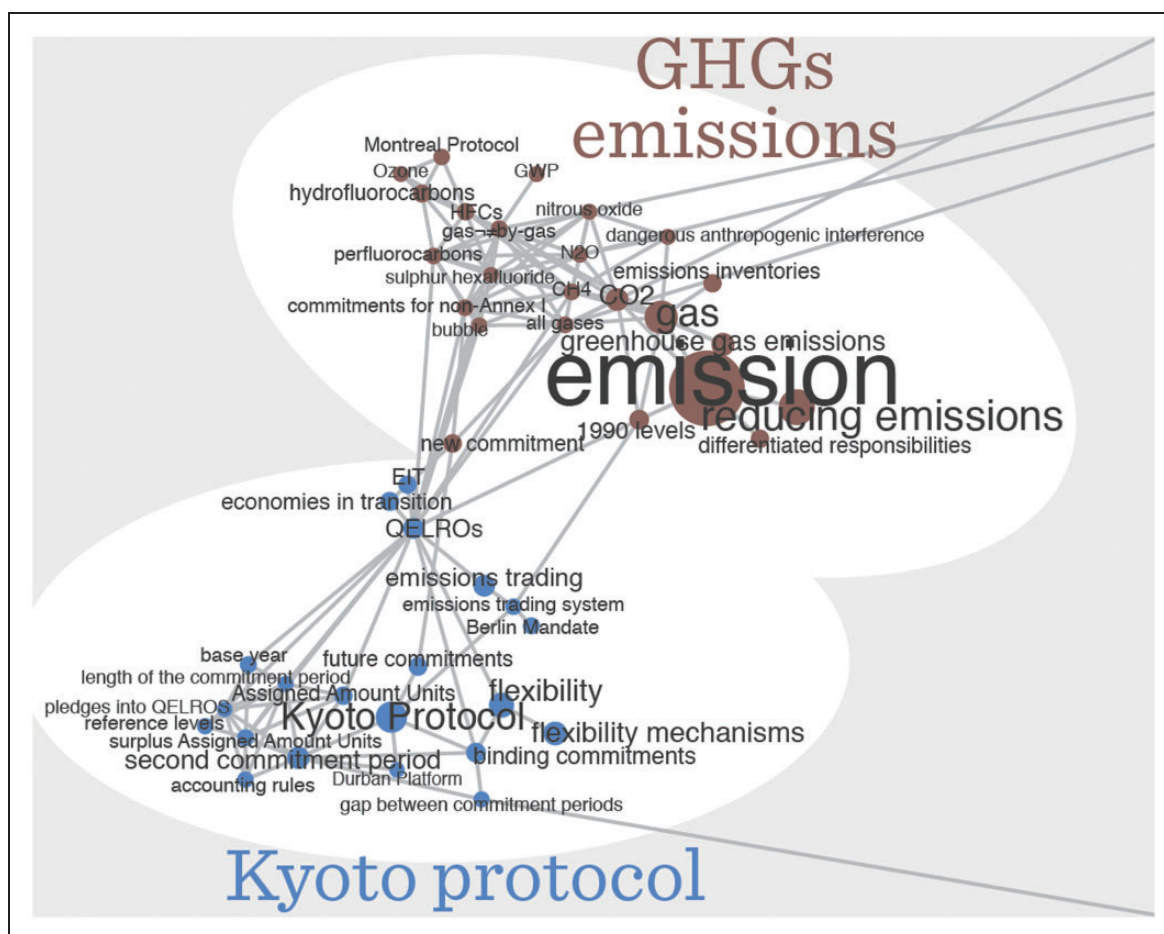 GHGs
emissions
Montreal Protocol
Ozone
GWP
hydrofluorocarbons
HFCs
nitrous oxide
gas¬=by-gas
dangerous anthropogenic interference
perfluorocarbons
N2O
sulphur hexafluoride
emissions inventories
CH4
CO2
commitments for non-Annex I
gas
bubble
all gases
greenhouse gas emissions
emission
reducing emissions
1990 levels
new commitment
differentiated responsibilities
EIT
economies in transition
QELROs
emissions trading
emissions trading system
Berlin Mandate
base year
future commitments
length of the commitment period
Assigned Amount Units
flexibility
pledges into QELROS
Kyoto Protocol
reference levels
flexibility mechanisms
surplus Assigned Amount Units
second commitment period
binding commitments
Durban Platform
accounting rules
gap between commitment periods
Kyoto protocol